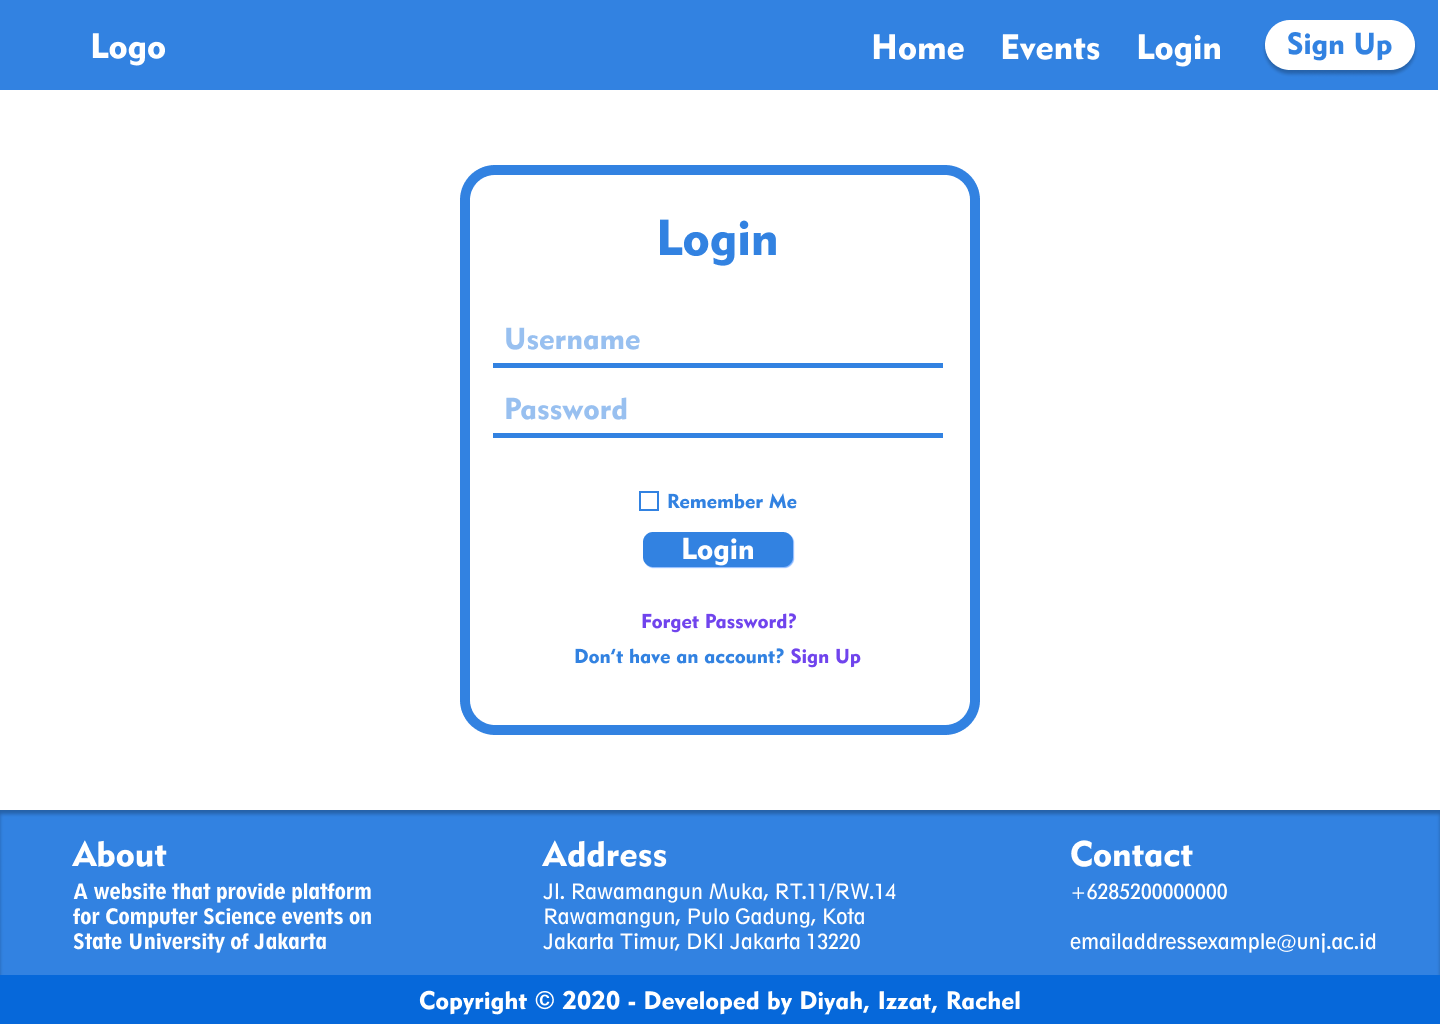 Logo
Home Events Login Sign Up
Login
Username
Password
Remember Me
Login
Forget Password?
Don't have an account? Sign Up
About
A website that provide platform
for Computer Science events on
State University of Jakarta
Address
Jl. Rawamangun Muka, RT.11/RW.14
Rawamangun, Pulo Gadung, Kota
Jakarta Timur, DKI Jakarta 13220
Contact
+6285200000000
emailaddressexample@unj.ac.id
Copyright © 2020 - Developed by Diyah, Izzat, Rachel